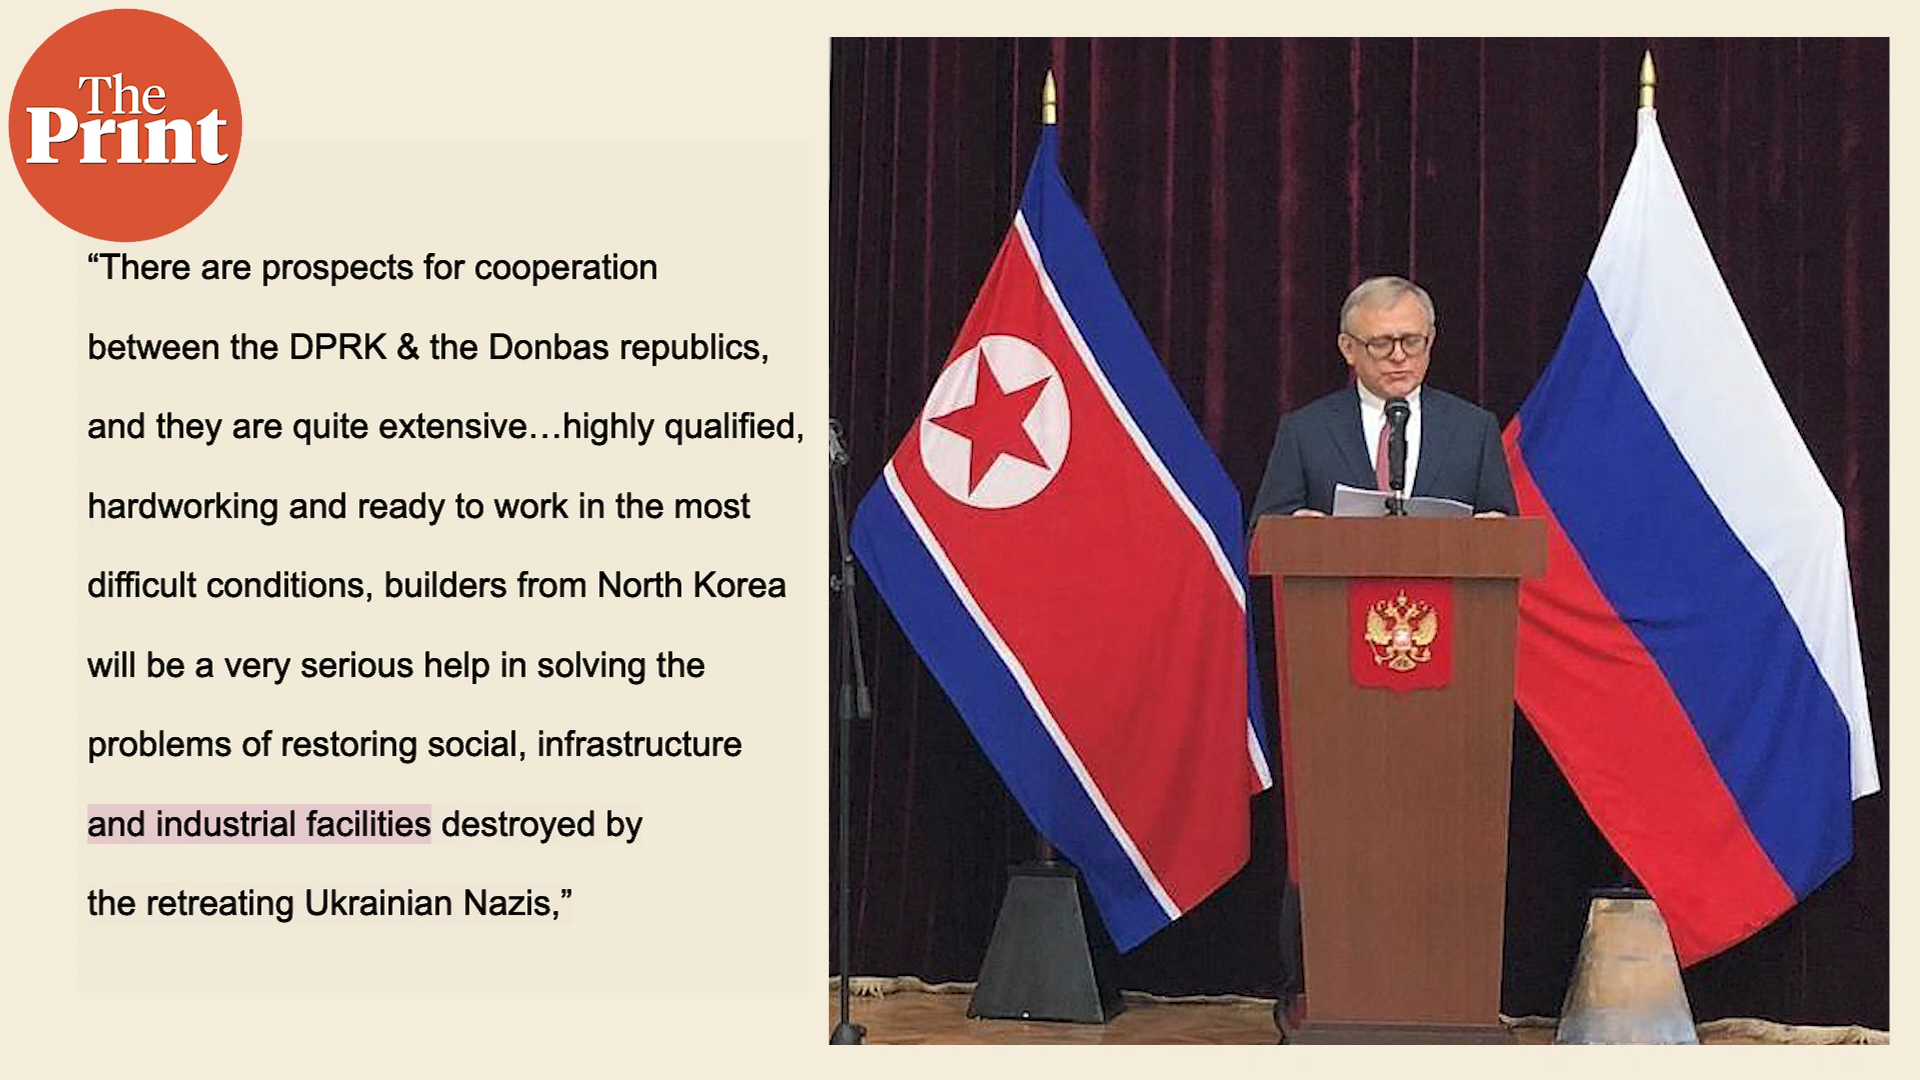 The
Print
“There are prospects for cooperation
between the DPRK & the Donbas republics,
and they are quite extensive…highly qualified,
hardworking and ready to work in the most
difficult conditions, builders from North Korea
will be a very serious help in solving the
problems of restoring social, infrastructure
and industrial facilities destroyed by
the retreating Ukrainian Nazis,”